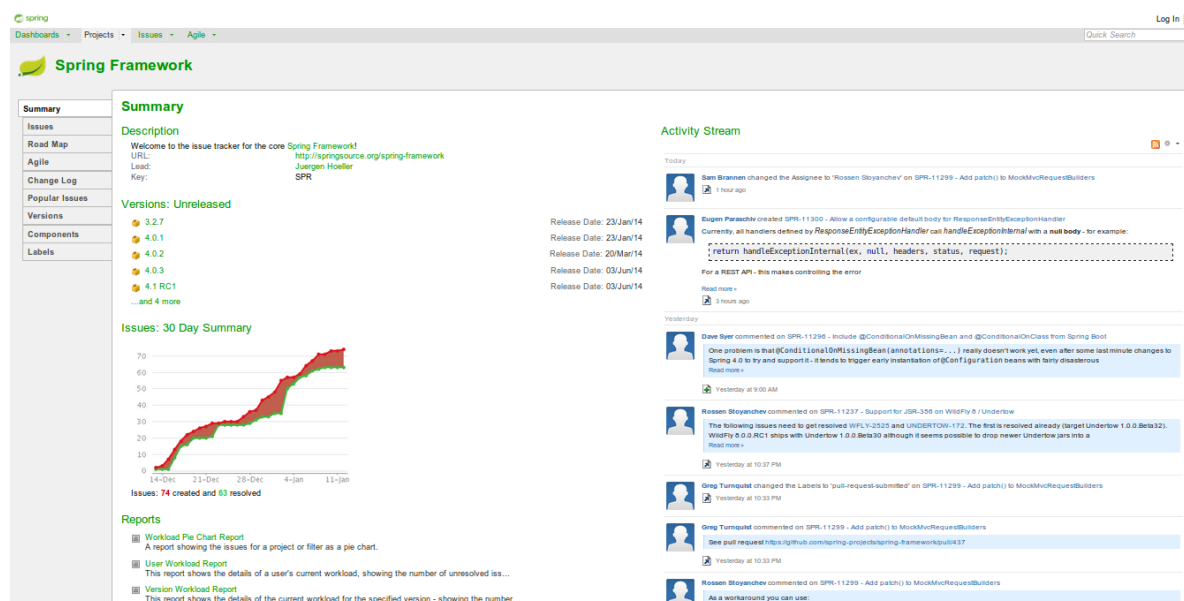 spring
Log In
Dashboards
Projects
Issues
Agile
Quick Search
Spring Framework
Summary
Issues
Road Map
Agile
Change Log
Popular Issues
Versions
Components
Labels
Summary
Description
Welcome to the issue tracker for the core Spring Framework!
URL: http://springsource.org/spring-framework
Lead: Juergen Hoeller
Key: SPR
Versions: Unreleased
3.2.7 Release Date: 23/Jan/14
4.0.1 Release Date: 23/Jan/14
4.0.2 Release Date: 20/Mar/14
4.0.3 Release Date: 03/Jun/14
4.1 RC1 Release Date: 03/Jun/14
...and 4 more
Issues: 30 Day Summary
70
60
50
40
30
20
10
0
14-Dec 21-Dec 28-Dec 4-Jan 11-Jan
Issues: 74 created and 63 resolved
Reports
Workload Pie Chart Report
A report showing the issues for a project or filter as a pie chart.
User Workload Report
This report shows the details of a user's current workload, showing the number of unresolved iss...
Version Workload Report
This report shows the details of the current workload for the specified version - showing the number
Activity Stream
Today
Sam Brannen changed the Assignee to 'Rossen Stoyanchev' on SPR-11299 - Add patch() to MockMvcRequestBuilders
1 hour ago
Eugen Paraschiv created SPR-11300 - Allow a configurable default body for ResponseEntityExceptionHandler
Currently, all handlers defined by ResponseEntityExceptionHandler call handleExceptionInternal with a null body - for example:
return handleExceptionInternal(ex, null, headers, status, request);
For a REST API - this makes controlling the error
Read more »
3 hours ago
Yesterday
Dave Syer commented on SPR-11296 - Include @ConditionalOnMissingBean and @ConditionalOnClass from Spring Boot
One problem is that @ConditionalOnMissingBean(annotations=...) really doesn't work yet, even after some last minute changes to
Spring 4.0 to try and support it - it tends to trigger early instantiation of @Configuration beans with fairly disasterous
Read more »
Yesterday at 9:00 AM
Rossen Stoyanchev commented on SPR-11237 - Support for JSR-356 on WildFly 8 / Undertow
The following issues need to get resolved WFLY-2525 and UNDERTOW-172. The first is resolved already (target Undertow 1.0.0.Beta32).
WildFly 8.0.0.RC1 ships with Undertow 1.0.0.Beta30 although it seems possible to drop newer Undertow jars into a
Read more »
Yesterday at 10:37 PM
Greg Turnquist changed the Labels to 'pull-request-submitted' on SPR-11299 - Add patch() to MockMvcRequestBuilders
Yesterday at 10:33 PM
Greg Turnquist commented on SPR-11299 - Add patch() to MockMvcRequestBuilders
See pull request https://github.com/spring-projects/spring-framework/pull/437
Yesterday at 10:33 PM
Rossen Stoyanchev commented on SPR-11299 - Add patch() to MockMvcRequestBuilders
As a workaround you can use: